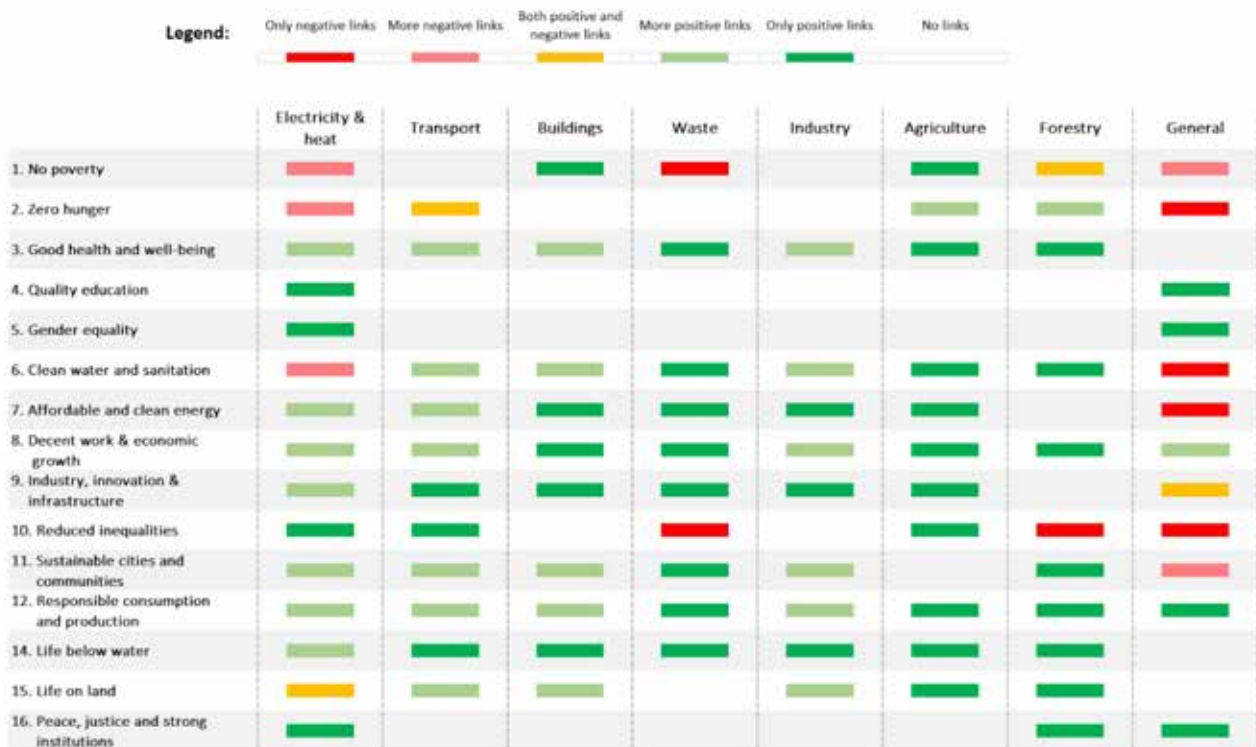 Legend:
Only negative links
More negative links
Both positive and
negative links
More positive links
Only positive links
No links
Electricity &
heat
Transport
Buildings
Waste
Industry
Agriculture
Forestry
General
1. No poverty
2. Zero hunger
3. Good health and well-being
4. Quality education
5. Gender equality
6. Clean water and sanitation
7. Affordable and clean energy
8. Decent work & economic
growth
9. Industry, innovation &
infrastructure
10. Reduced inequalities
11. Sustainable cities and
communities
12. Responsible consumption
and production
14. Life below water
15. Life on land
16. Peace, justice and strong
institutions